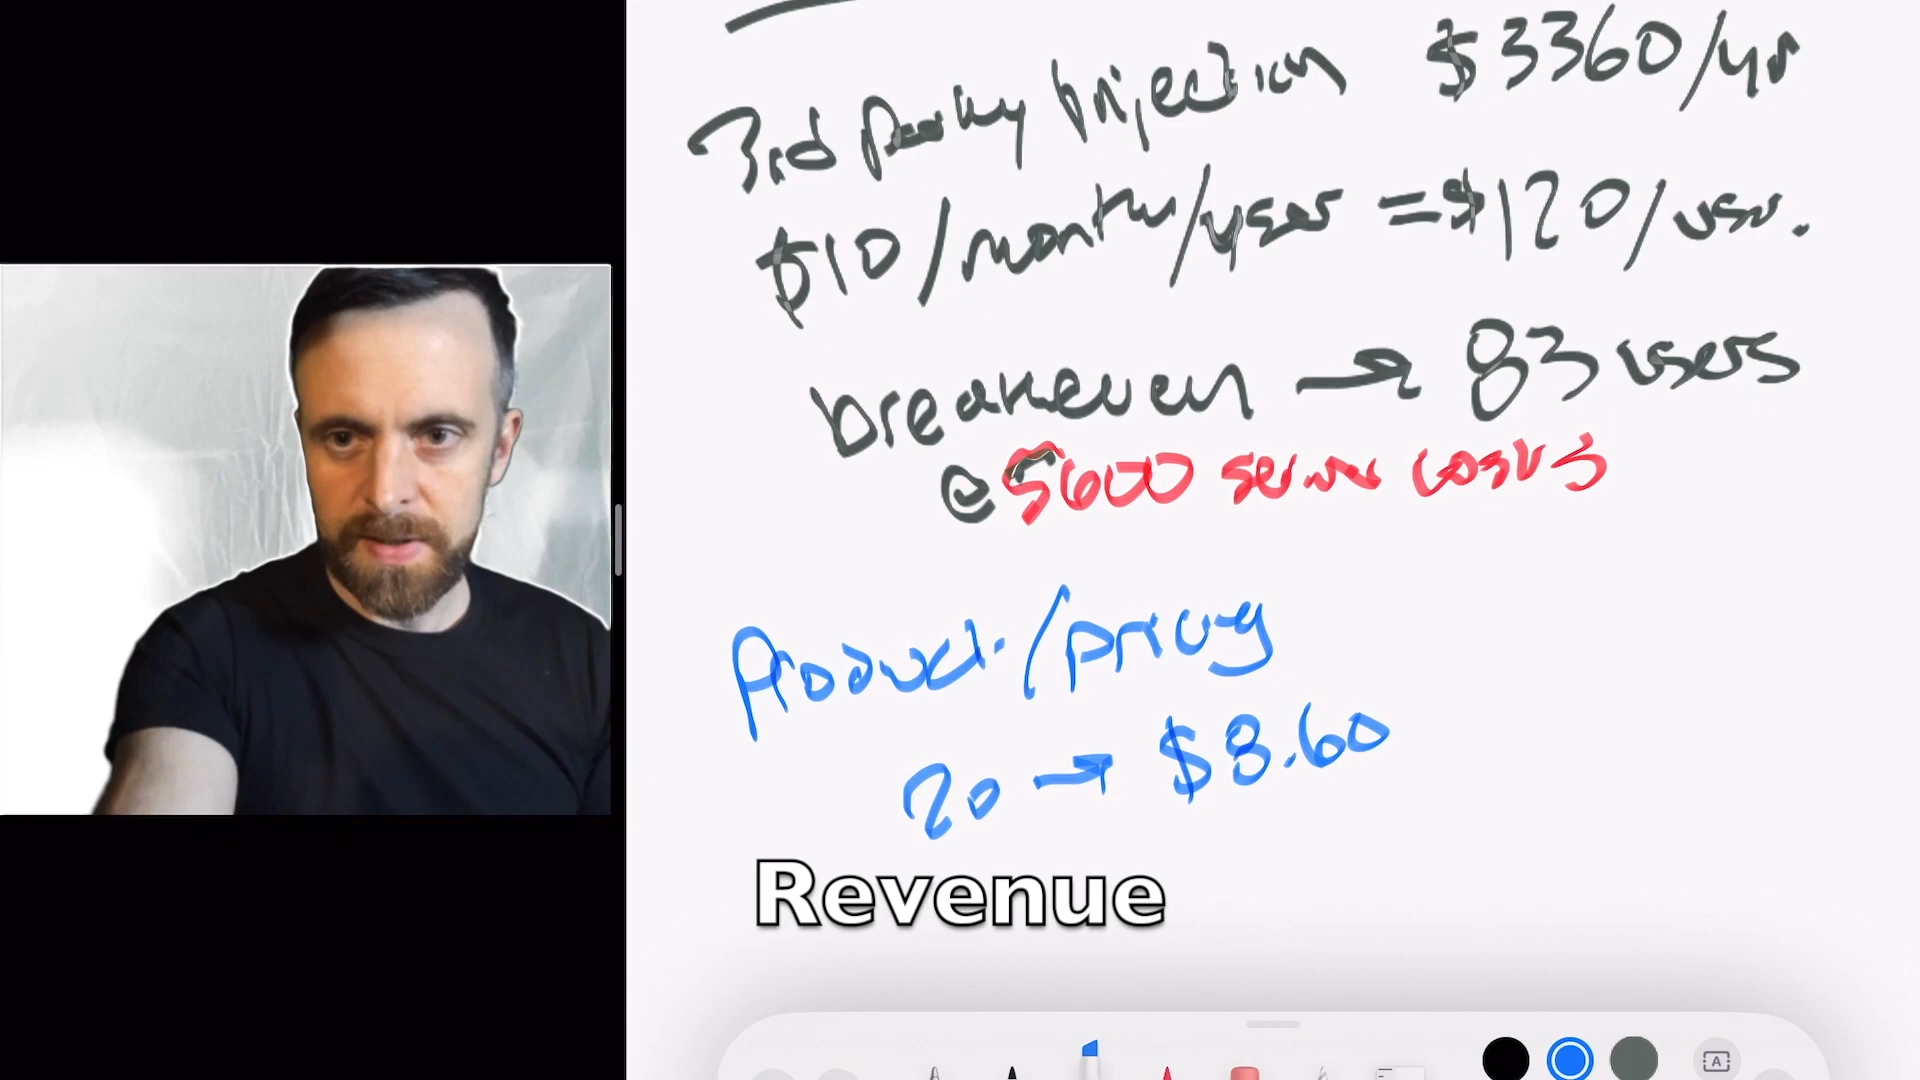 3rd party injection $3360/yr
$10/month/user = $120/user.
breakeven → 83 users
@ 5600 server costs
Product/pricing
20 → $8.60
Revenue
A